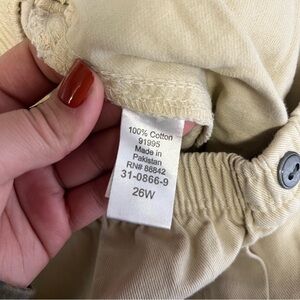 100% Cotton
91995
Made in
Pakistan
RN# 86842
31-0866-9
26W